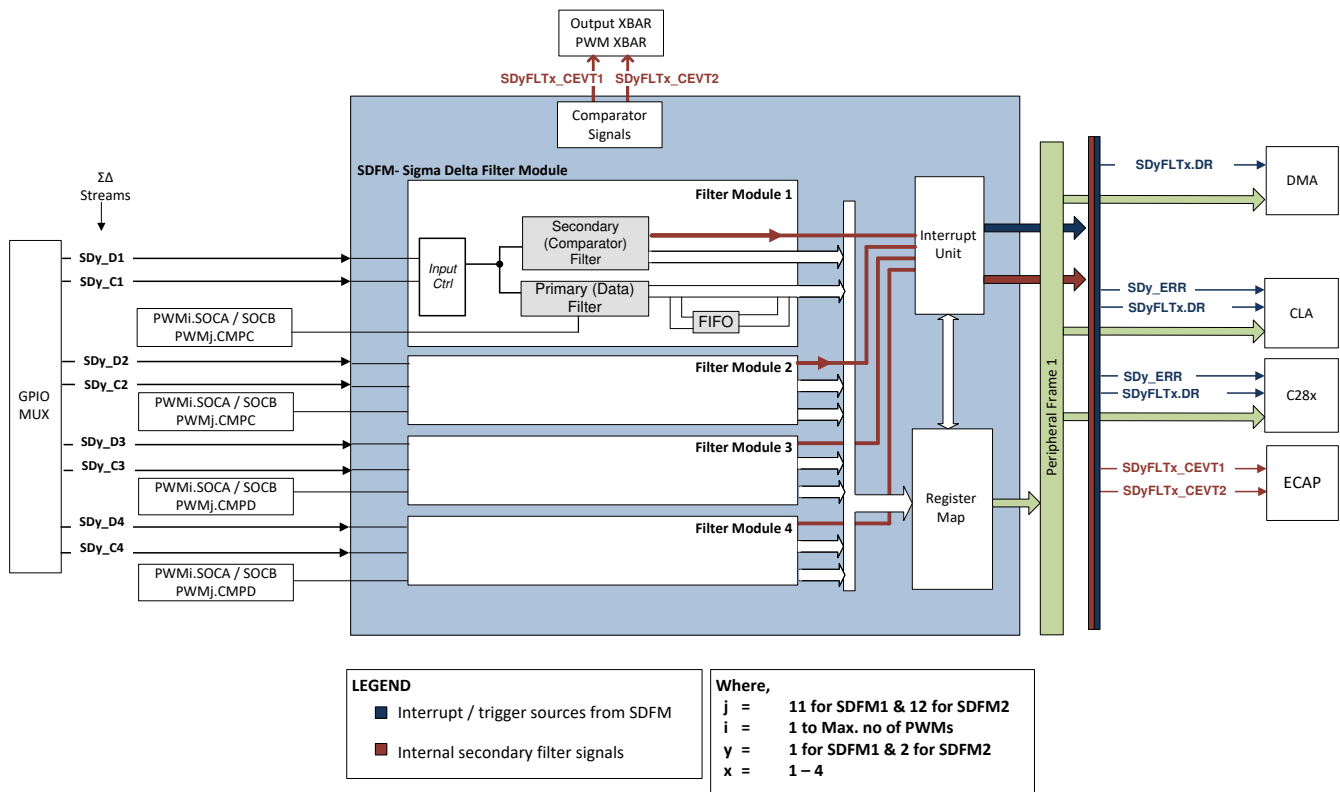 Output XBAR
PWM XBAR
SDyFLTx_CEVT1
SDyFLTx_CEVT2
Comparator
Signals
SDFM- Sigma Delta Filter Module
ΣΔ
Streams
GPIO
MUX
SDy_D1
SDy_C1
PWMi.SOCA / SOCB
PWMj.CMPC
SDy_D2
SDy_C2
PWMi.SOCA / SOCB
PWMj.CMPC
SDy_D3
SDy_C3
PWMi.SOCA / SOCB
PWMj.CMPD
SDy_D4
SDy_C4
PWMi.SOCA / SOCB
PWMj.CMPD
Filter Module 1
Input
Ctrl
Secondary
(Comparator)
Filter
Primary (Data)
Filter
FIFO
Filter Module 2
Filter Module 3
Filter Module 4
Interrupt
Unit
Register
Map
Peripheral Frame 1
SDyFLTx.DR
DMA
SDy_ERR
SDyFLTx.DR
CLA
SDy_ERR
SDyFLTx.DR
C28x
SDyFLTx_CEVT1
SDyFLTx_CEVT2
ECAP
LEGEND
Interrupt / trigger sources from SDFM
Internal secondary filter signals
Where,
j = 11 for SDFM1 & 12 for SDFM2
i = 1 to Max. no of PWMs
y = 1 for SDFM1 & 2 for SDFM2
x = 1 – 4